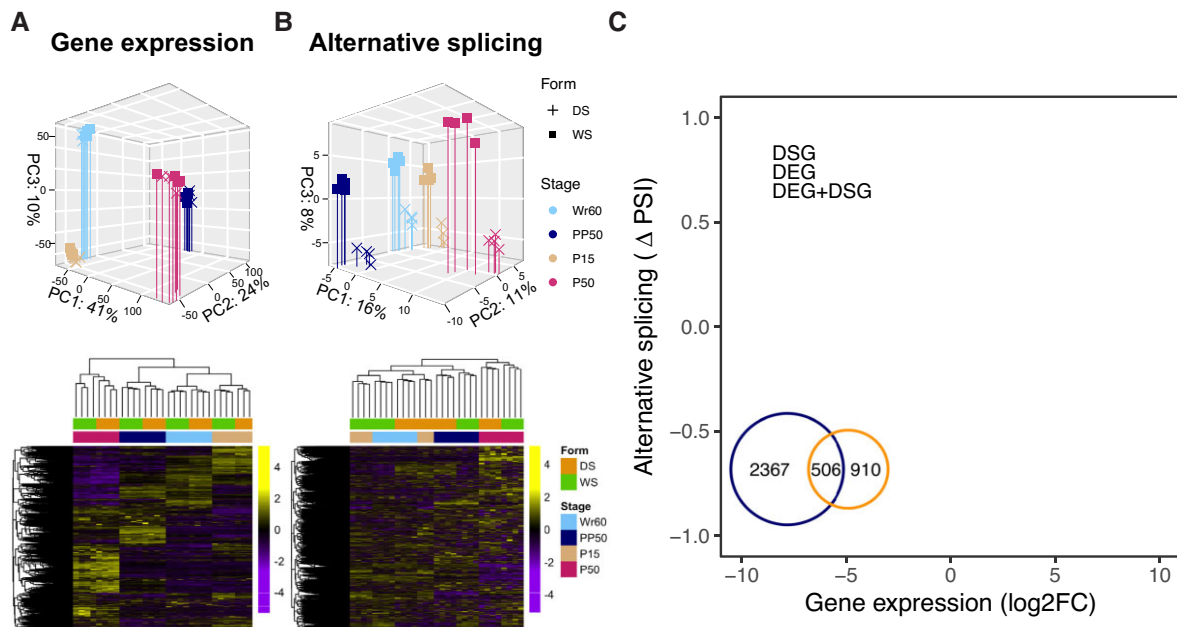 A
Gene expression
B
Alternative splicing
C
50
0
-50
PC3: 10%
-50
0
50
100
PC1: 41%
-50
0
50
100
PC2: 24%
5
0
-5
PC3: 8%
-5
0
5
10
PC1: 16%
-10
-5
0
5
PC2: 11%
Form
DS
WS
Stage
Wr60
PP50
P15
P50
4
2
0
-2
-4
4
2
0
-2
-4
Form
DS
WS
Stage
Wr60
PP50
P15
P50
Alternative splicing ( Δ PSI)
1.0
0.5
0.0
−0.5
−1.0
DSG
DEG
DEG+DSG
2367
506
910
−10
−5
0
5
10
Gene expression (log2FC)